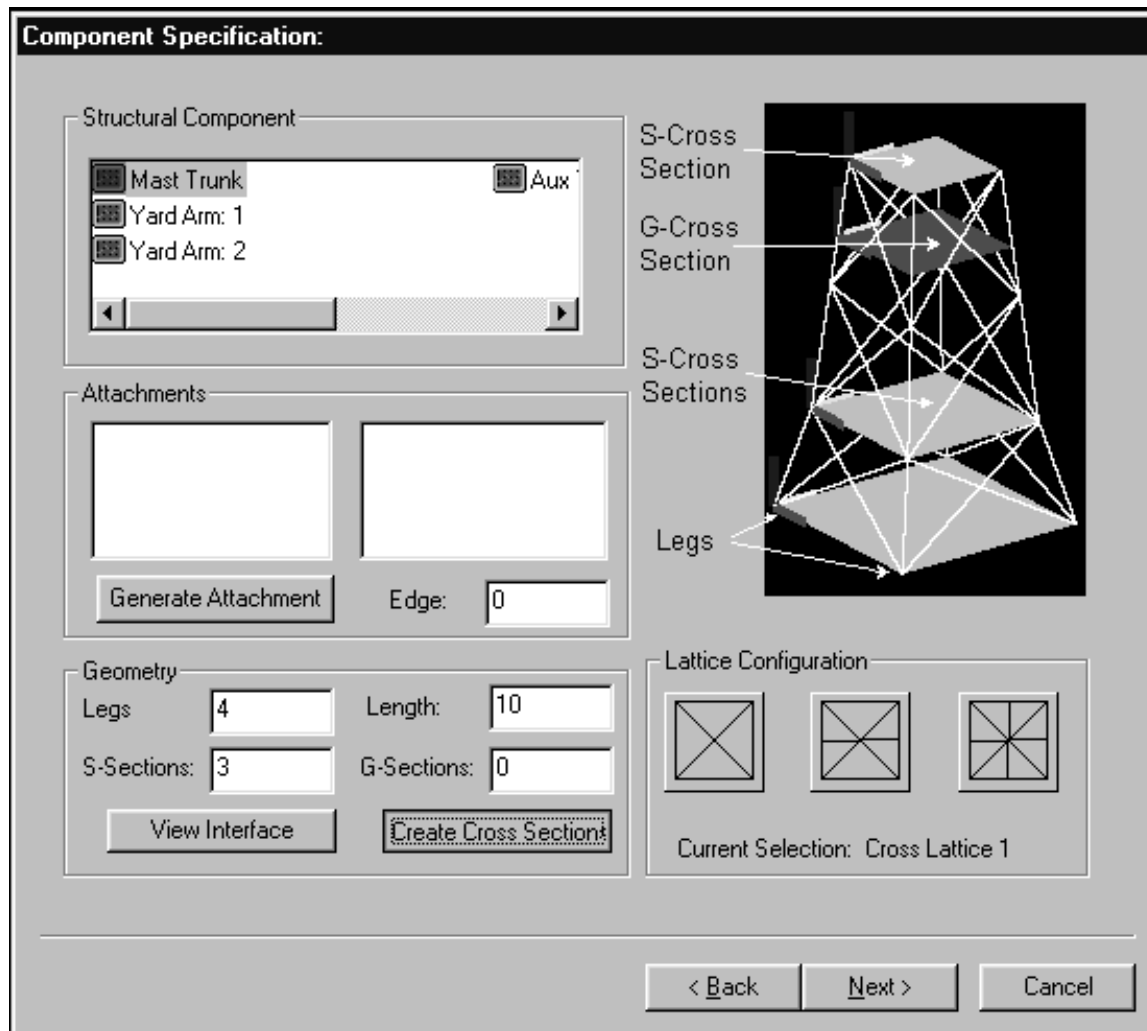 Component Specification:
Structural Component
Mast Trunk
Aux
Yard Arm: 1
Yard Arm: 2
S-Cross
Section
G-Cross
Section
S-Cross
Sections
Legs
Attachments
Generate Attachment
Edge:
0
Geometry
Legs
4
Length:
10
S-Sections:
3
G-Sections:
0
View Interface
Create Cross Section
Lattice Configuration
Current Selection: Cross Lattice 1
< Back
Next >
Cancel